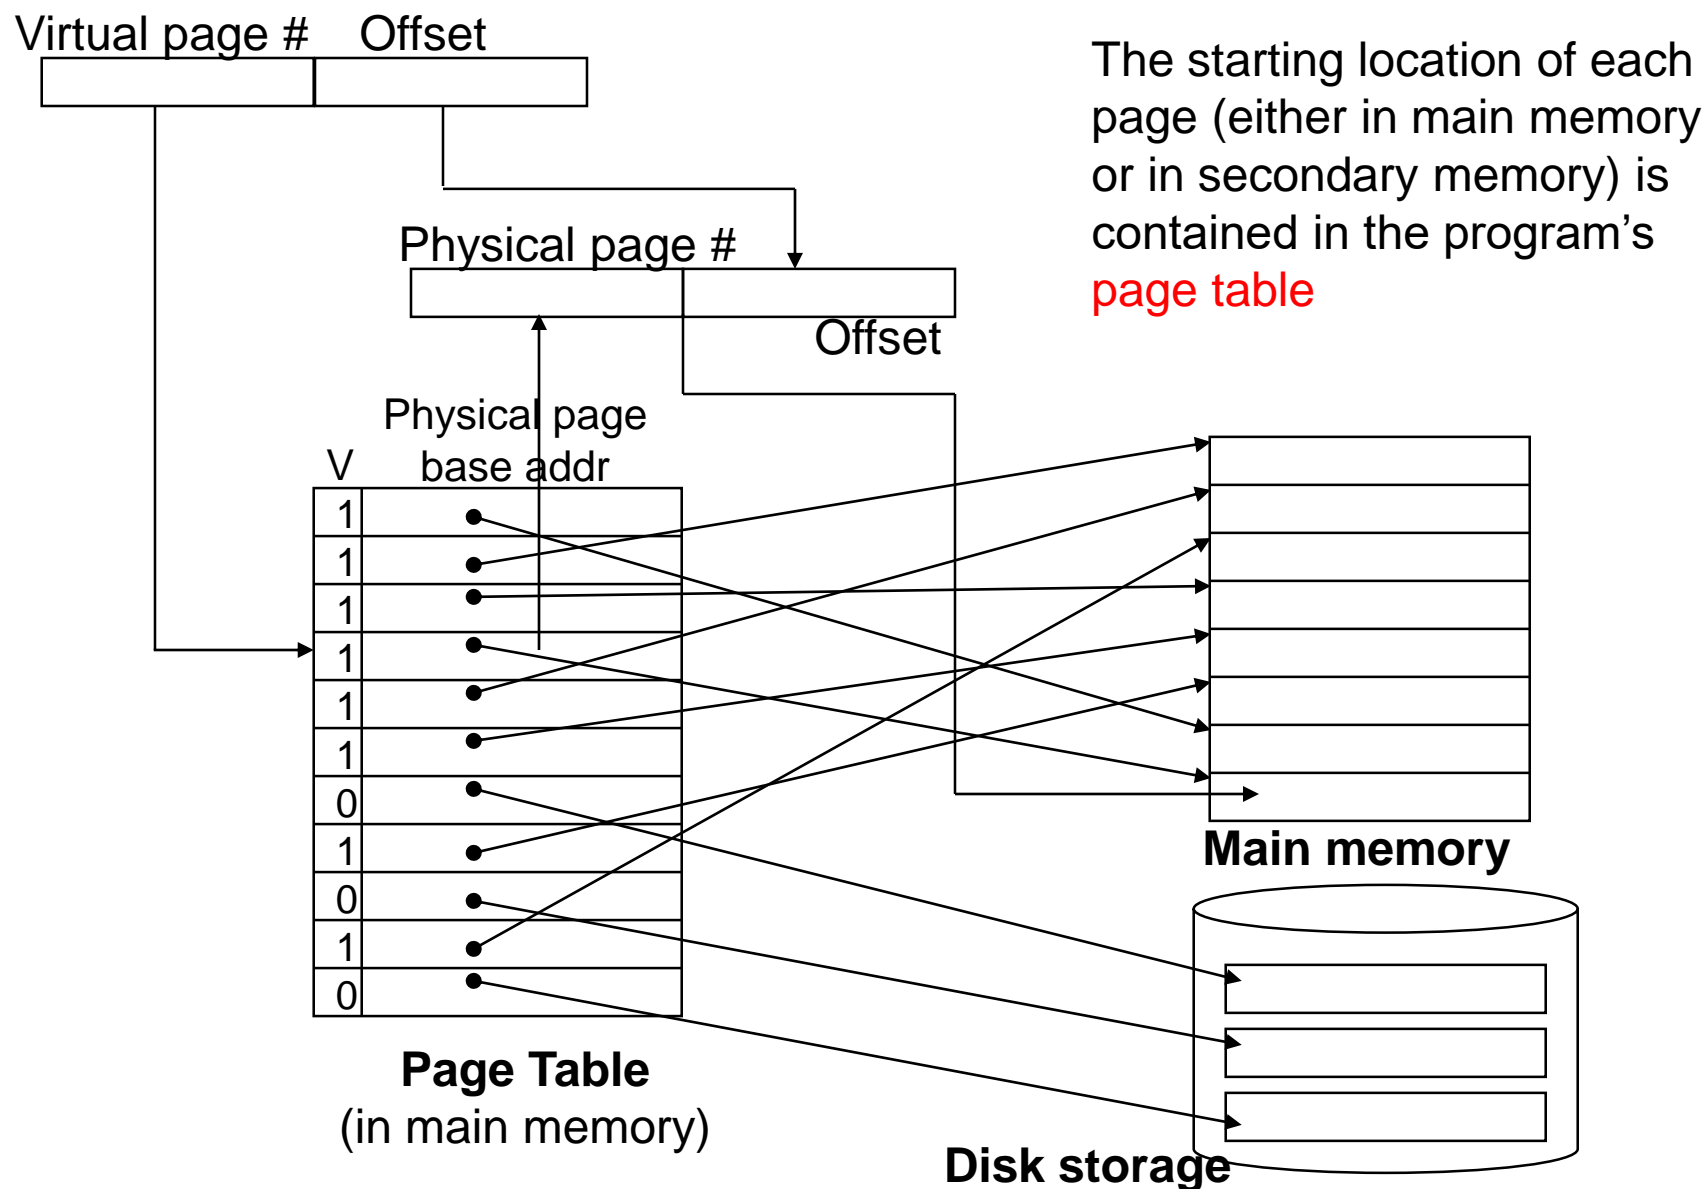 Virtual page # Offset
The starting location of each
page (either in main memory
or in secondary memory) is
contained in the program’s
page table
Physical page #
Offset
Physical page
base addr
V
1
1
1
1
1
1
0
1
0
1
0
Page Table
(in main memory)
Main memory
Disk storage